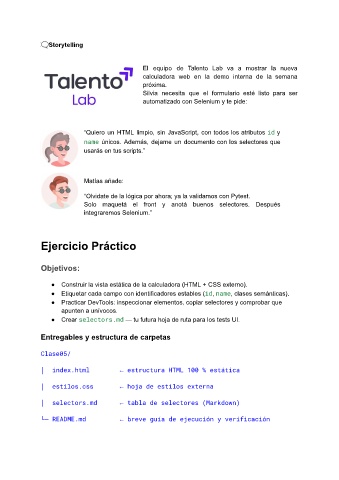 🗨Storytelling
Talento
Lab
El equipo de Talento Lab va a mostrar la nueva
calculadora web en la demo interna de la semana
próxima.
Silvia necesita que el formulario esté listo para ser
automatizado con Selenium y te pide:
“Quiero un HTML limpio, sin JavaScript, con todos los atributos id y
name únicos. Además, dejame un documento con los selectores que
usarás en tus scripts.”
Matías añade:
“Olvidate de la lógica por ahora; ya la validamos con Pytest.
Solo maquetá el front y anotá buenos selectores. Después
integraremos Selenium.”
Ejercicio Práctico
Objetivos:
● Construir la vista estática de la calculadora (HTML + CSS externo).
● Etiquetar cada campo con identificadores estables (id, name, clases semánticas).
● Practicar DevTools: inspeccionar elementos, copiar selectores y comprobar que
apunten a unívocos.
● Crear selectors.md — tu futura hoja de ruta para los tests UI.
Entregables y estructura de carpetas
Clase05/
│ index.html ← estructura HTML 100 % estática
│ estilos.css ← hoja de estilos externa
│ selectors.md ← tabla de selectores (Markdown)
└─ README.md ← breve guía de ejecución y verificación